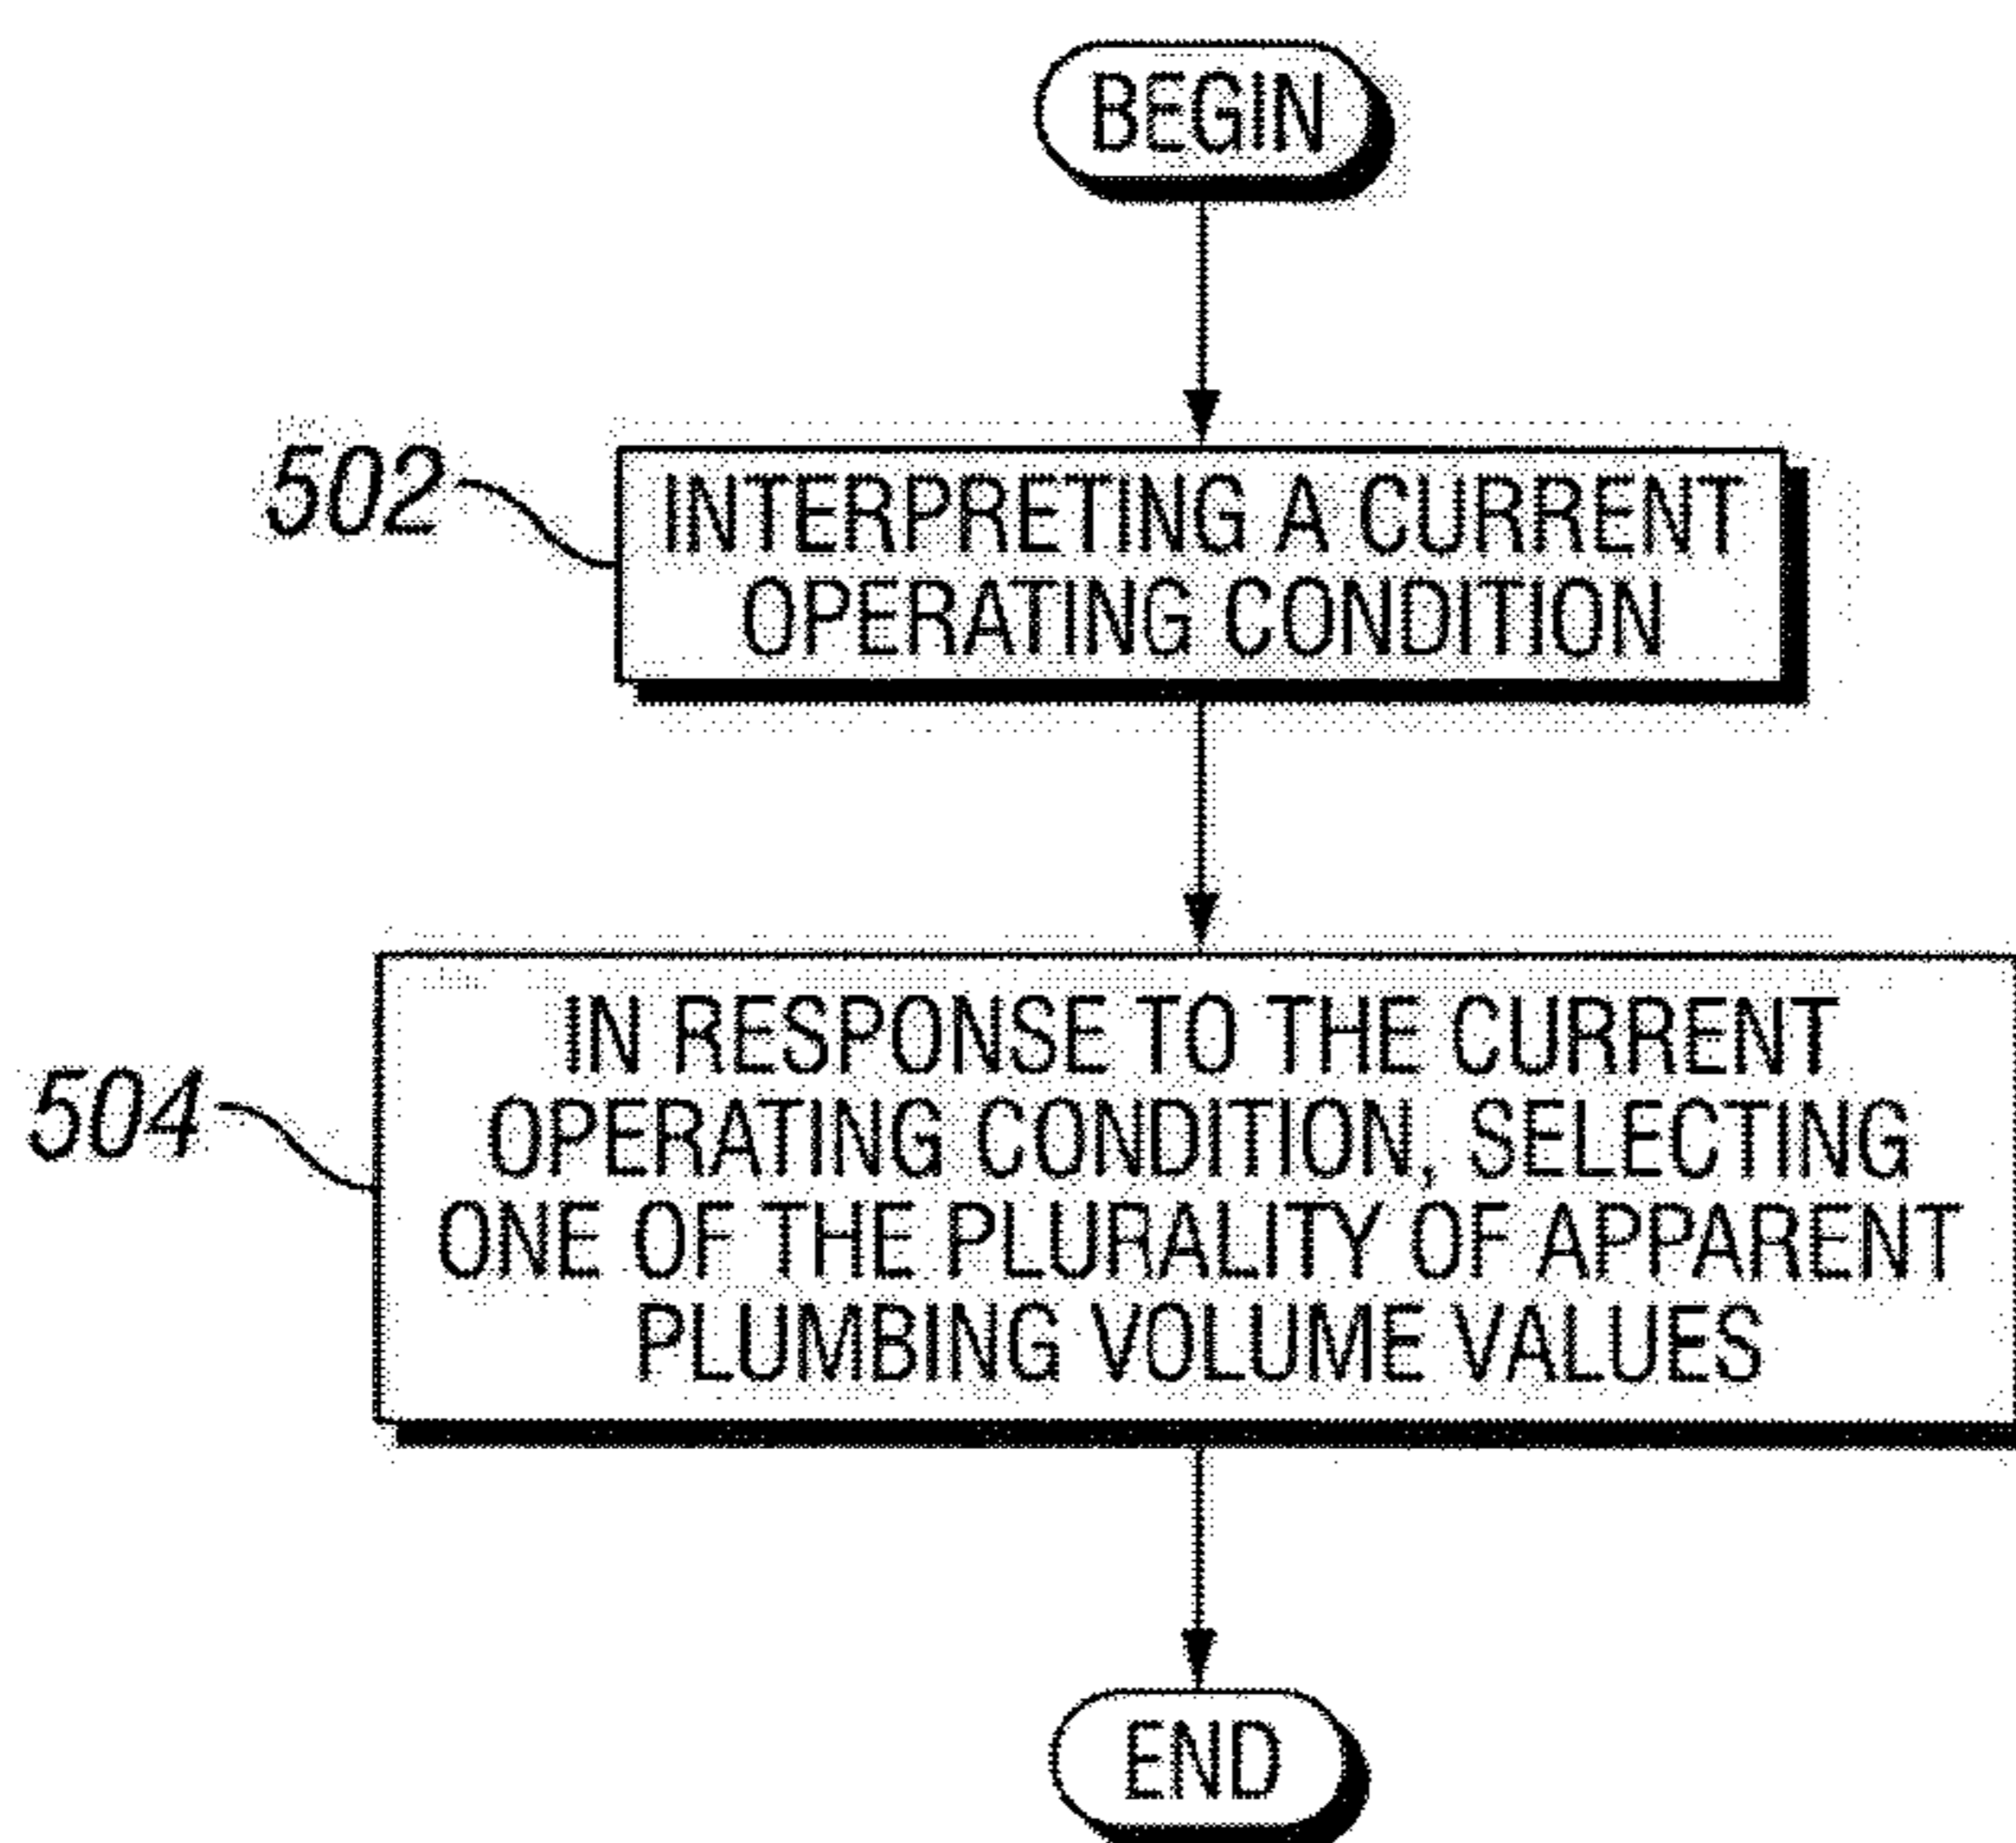 BEGIN
502
INTERPRETING A CURRENT
OPERATING CONDITION
504
IN RESPONSE TO THE CURRENT
OPERATING CONDITION, SELECTING
ONE OF THE PLURALITY OF APPARENT
PLUMBING VOLUME VALUES
END